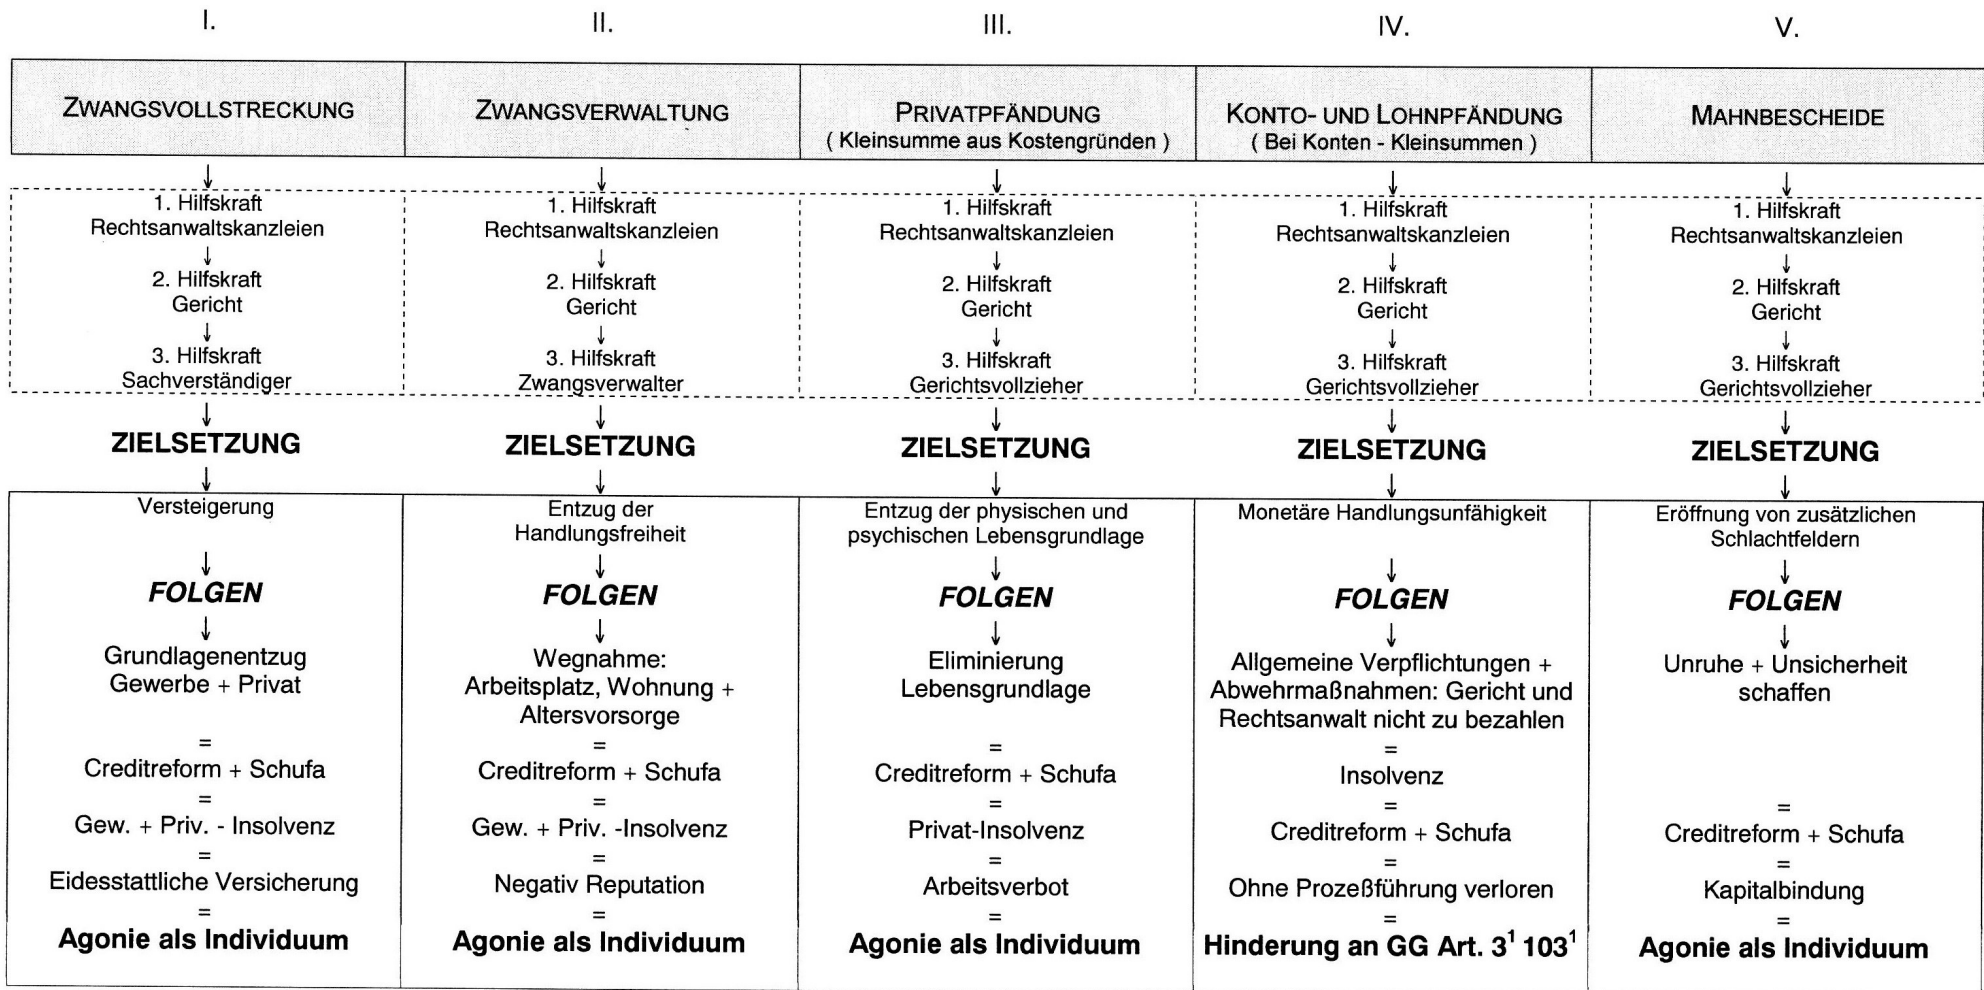 I.
ZWANGSVOLLSTRECKUNG
1. Hilfskraft
Rechtsanwaltskanzleien
2. Hilfskraft
Gericht
3. Hilfskraft
Sachverständiger
ZIELSETZUNG
Versteigerung
FOLGEN
Grundlagenentzug
Gewerbe + Privat
=
Creditreform + Schufa
=
Gew. + Priv. - Insolvenz
=
Eidesstattliche Versicherung
=
Agonie als Individuum
II.
ZWANGSVERWALTUNG
1. Hilfskraft
Rechtsanwaltskanzleien
2. Hilfskraft
Gericht
3. Hilfskraft
Zwangsverwalter
ZIELSETZUNG
Entzug der
Handlungsfreiheit
FOLGEN
Wegnahme:
Arbeitsplatz, Wohnung +
Altersvorsorge
=
Creditreform + Schufa
=
Gew. + Priv. -Insolvenz
=
Negativ Reputation
=
Agonie als Individuum
III.
PRIVATPFÄNDUNG
( Kleinsumme aus Kostengründen )
1. Hilfskraft
Rechtsanwaltskanzleien
2. Hilfskraft
Gericht
3. Hilfskraft
Gerichtsvollzieher
ZIELSETZUNG
Entzug der physischen und
psychischen Lebensgrundlage
FOLGEN
Eliminierung
Lebensgrundlage
=
Creditreform + Schufa
=
Privat-Insolvenz
=
Arbeitsverbot
=
Agonie als Individuum
IV.
KONTO- UND LOHNPFÄNDUNG
( Bei Konten - Kleinsummen )
1. Hilfskraft
Rechtsanwaltskanzleien
2. Hilfskraft
Gericht
3. Hilfskraft
Gerichtsvollzieher
ZIELSETZUNG
Monetäre Handlungsunfähigkeit
FOLGEN
Allgemeine Verpflichtungen +
Abwehrmaßnahmen: Gericht und
Rechtsanwalt nicht zu bezahlen
=
Insolvenz
=
Creditreform + Schufa
=
Ohne Prozeßführung verloren
=
Hinderung an GG Art. 3¹ 103¹
V.
MAHNBESCHEIDE
1. Hilfskraft
Rechtsanwaltskanzleien
2. Hilfskraft
Gericht
3. Hilfskraft
Gerichtsvollzieher
ZIELSETZUNG
Eröffnung von zusätzlichen
Schlachtfeldern
FOLGEN
Unruhe + Unsicherheit
schaffen
=
Creditreform + Schufa
=
Kapitalbindung
=
Agonie als Individuum